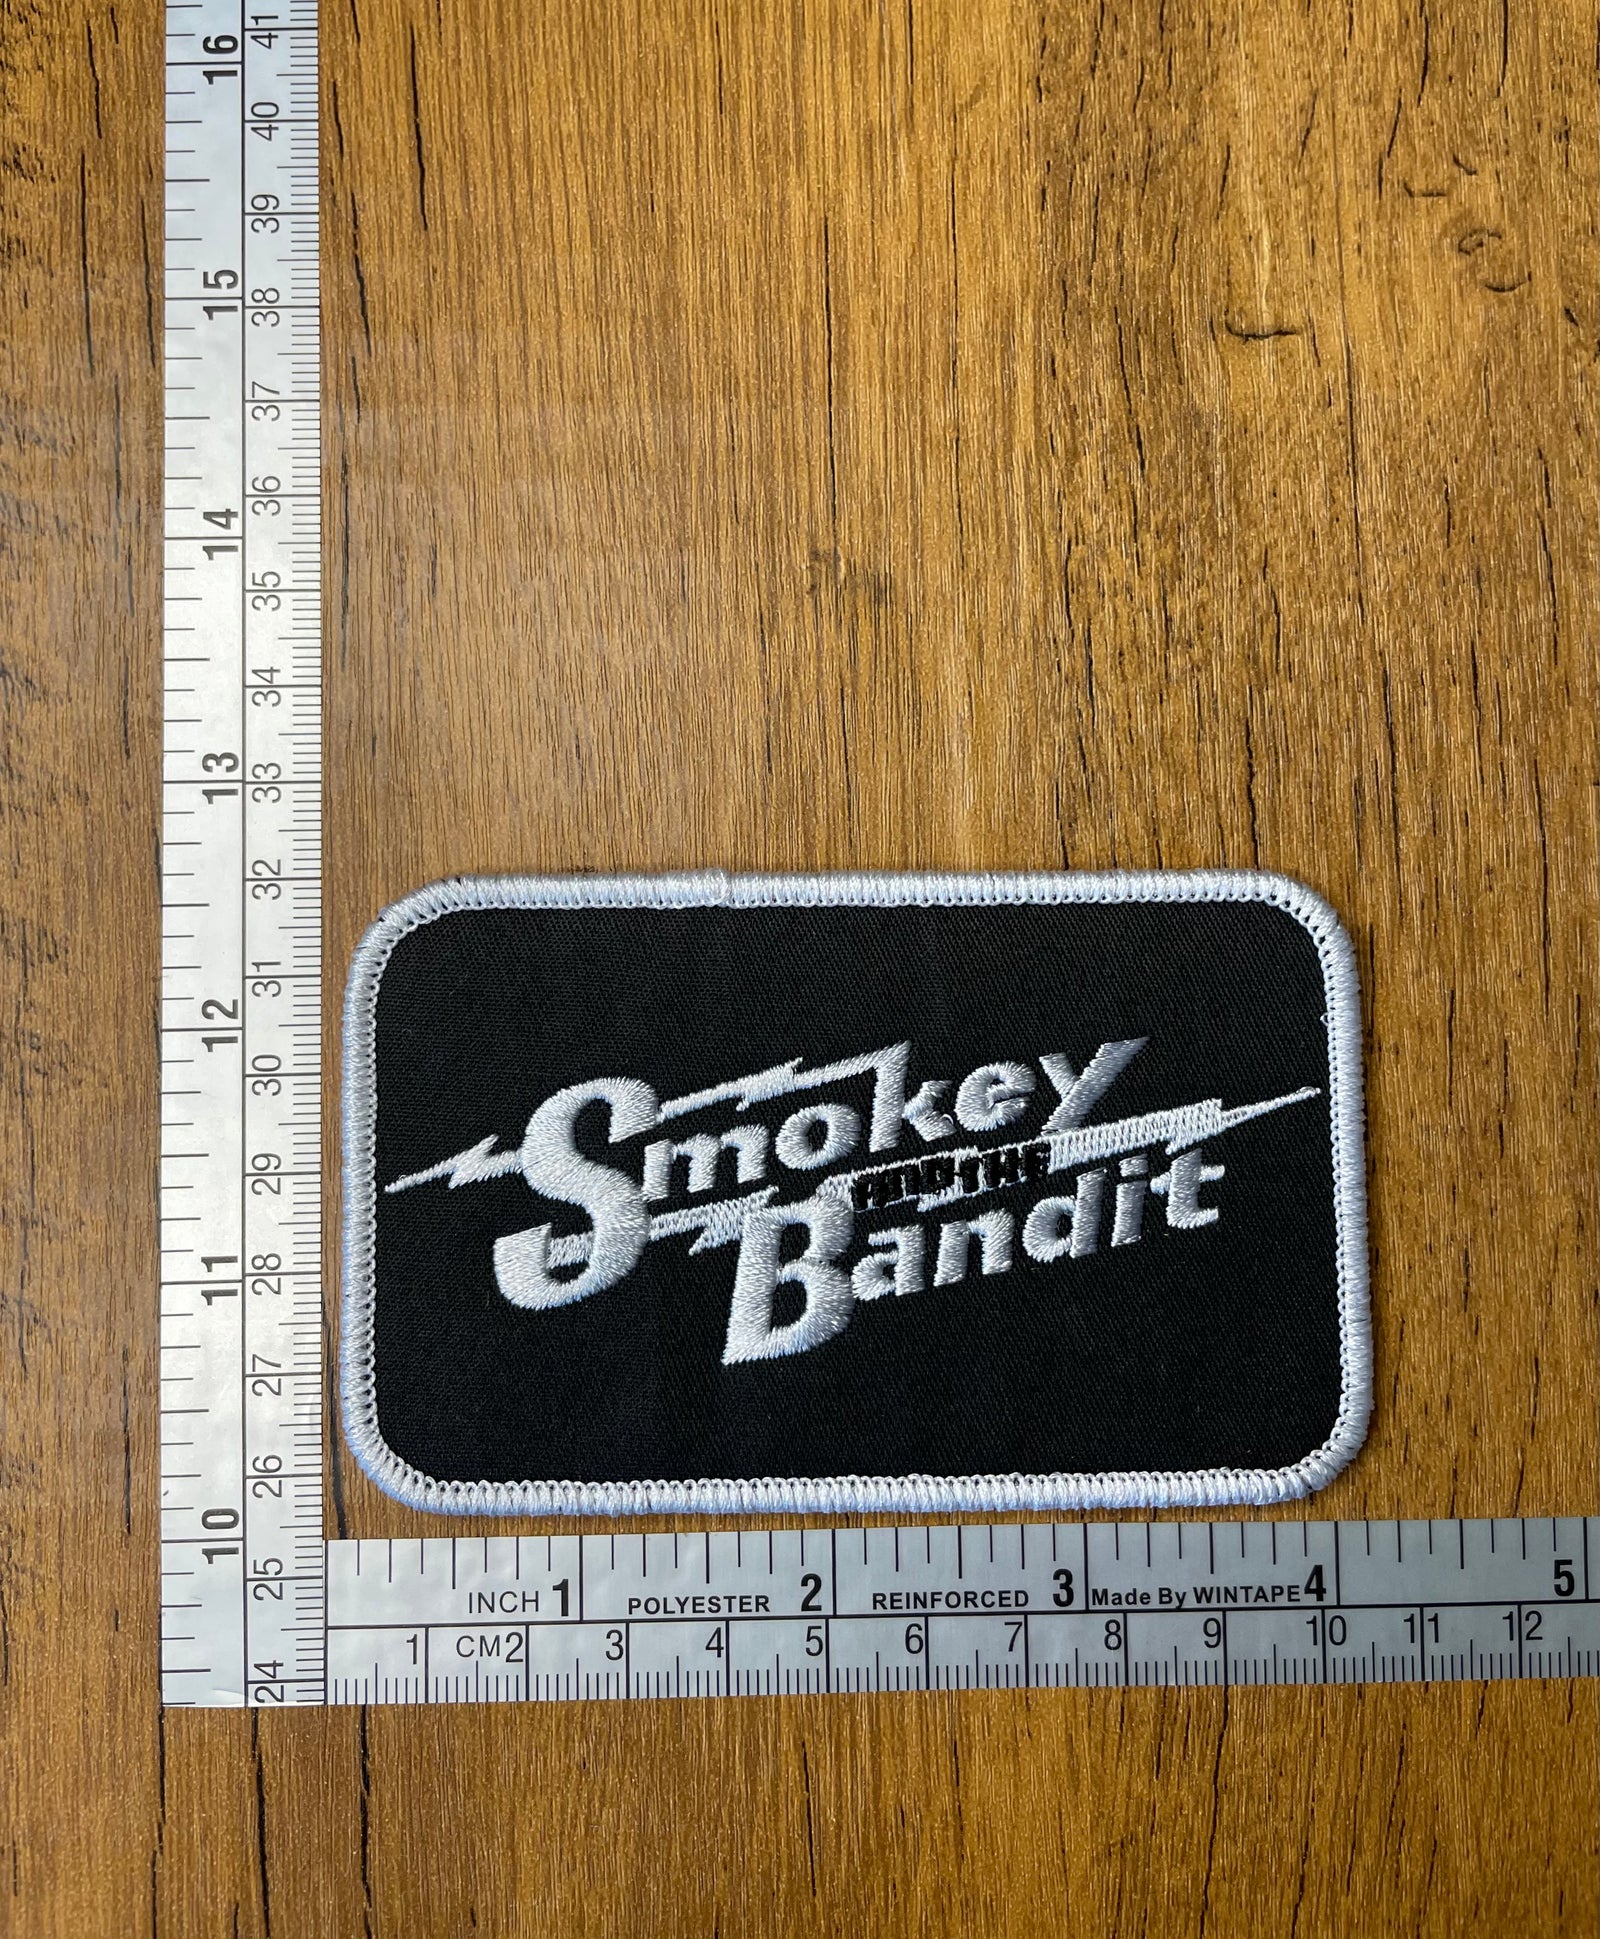 Smokey
AND THE
Bandit
16 15 14 13 12 11 10
41 40 39 38 37 36 35 34 33 32 31 30 29 28 27 26 25 24
INCH 1 POLYESTER 2 REINFORCED 3 Made By WINTAPE 4 5
1 CM 2 3 4 5 6 7 8 9 10 11 12